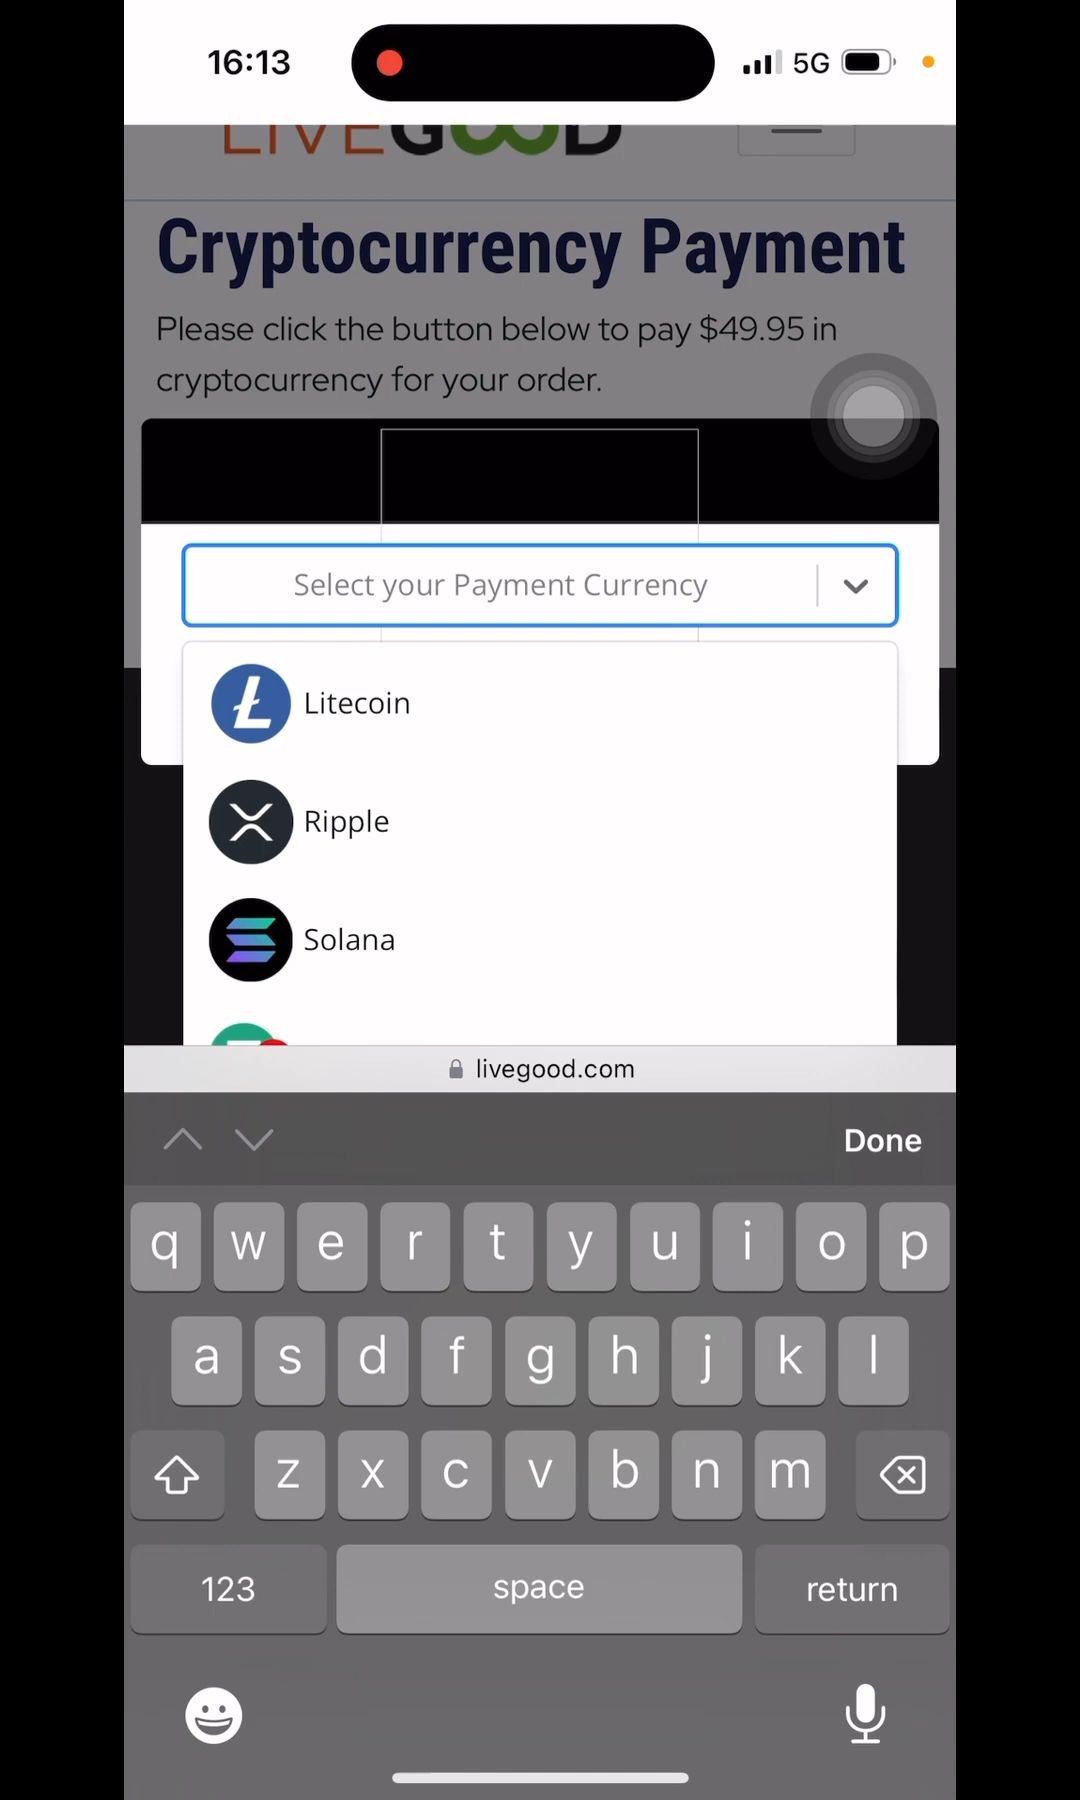 16:13
5G
LIVEGOOD
Cryptocurrency Payment
Please click the button below to pay $49.95 in
cryptocurrency for your order.
Select your Payment Currency
Litecoin
Ripple
Solana
livegood.com
Done
q w e r t y u i o p
a s d f g h j k l
z x c v b n m
123 space return